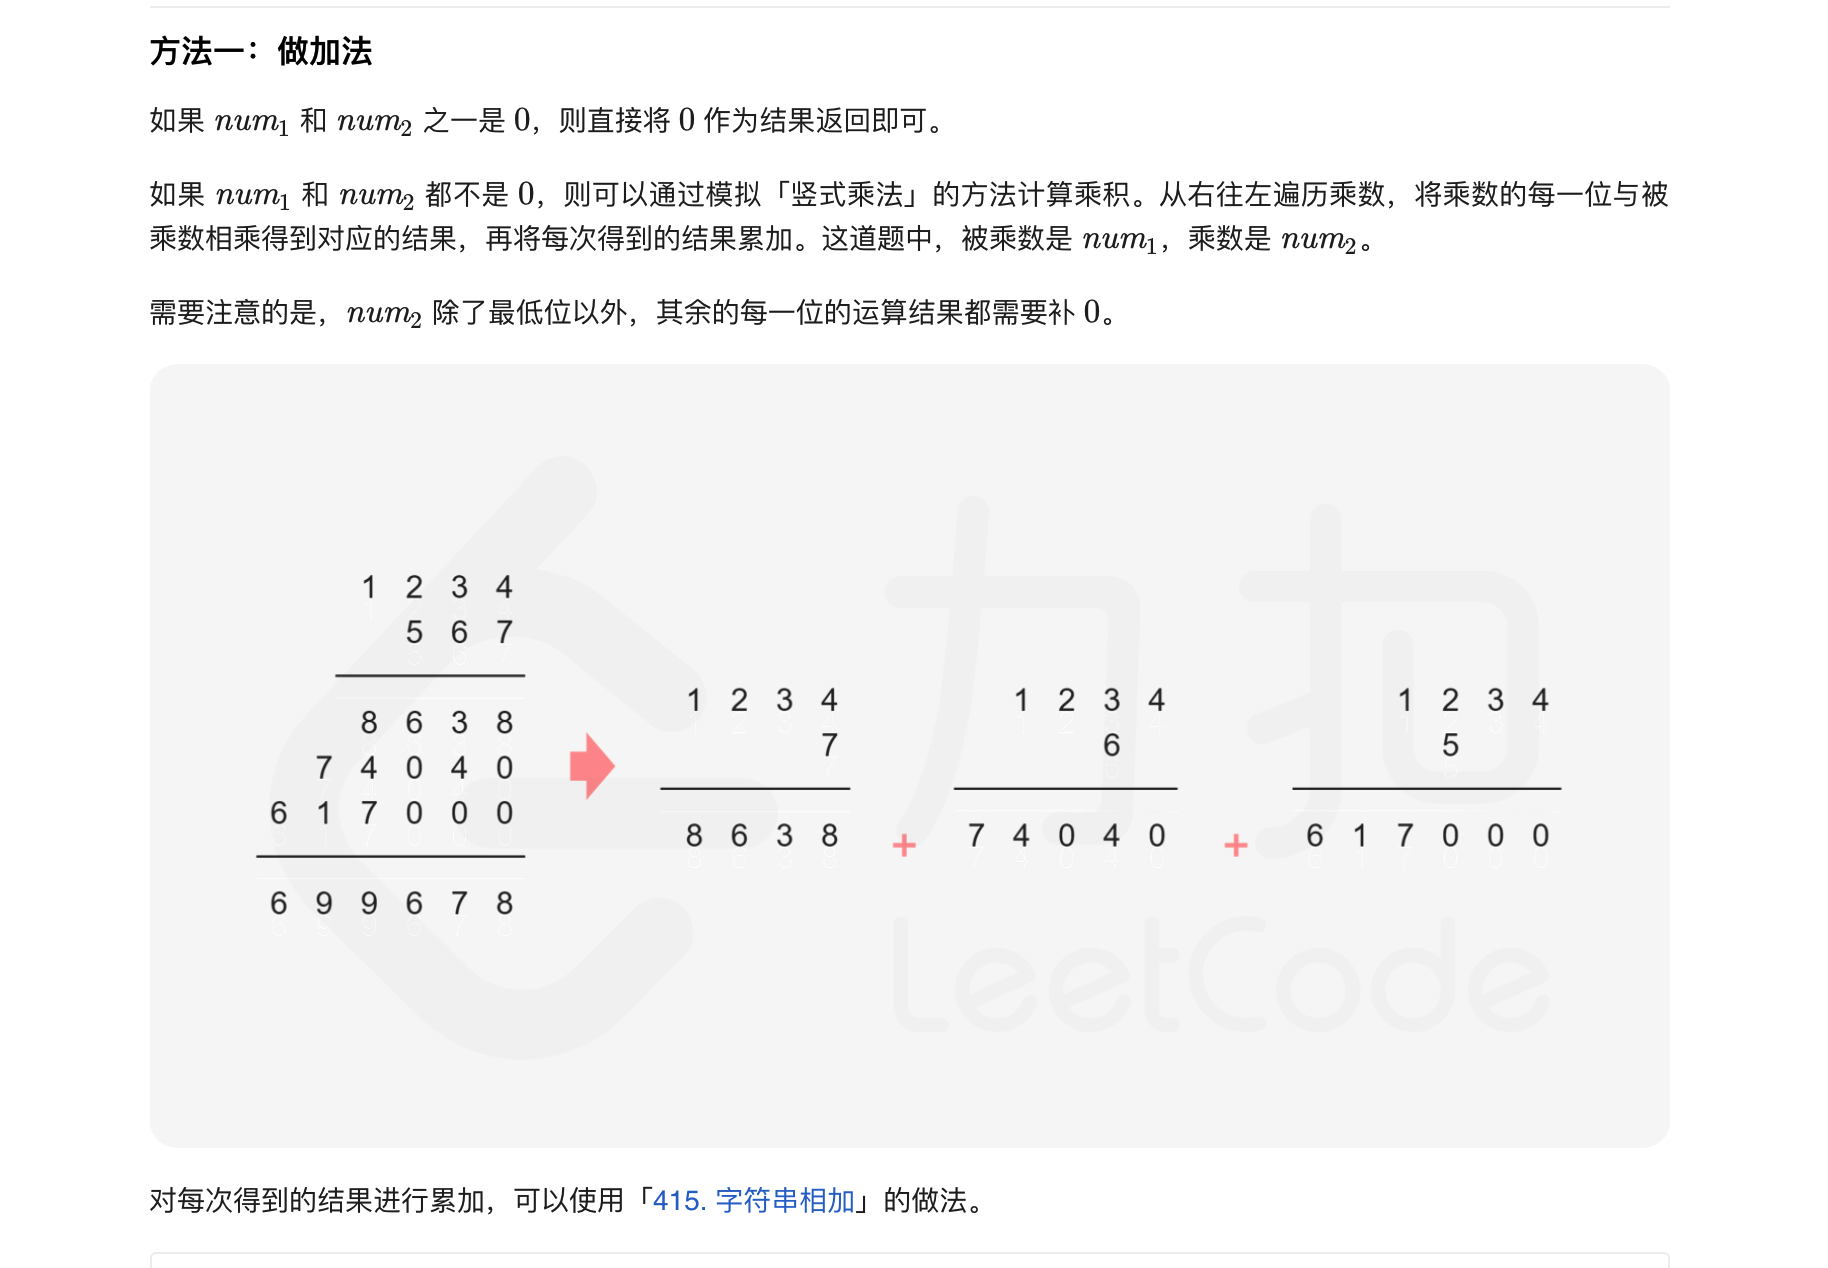 方法一：做加法
如果 num₁ 和 num₂ 之一是 0，则直接将 0 作为结果返回即可。
如果 num₁ 和 num₂ 都不是 0，则可以通过模拟「竖式乘法」的方法计算乘积。从右往左遍历乘数，将乘数的每一位与被
乘数相乘得到对应的结果，再将每次得到的结果累加。这道题中，被乘数是 num₁，乘数是 num₂。
需要注意的是，num₂ 除了最低位以外，其余的每一位的运算结果都需要补 0。
1 2 3 4
5 6 7
8 6 3 8
7 4 0 4 0
6 1 7 0 0 0
6 9 9 6 7 8
1 2 3 4
7
8 6 3 8
+
1 2 3 4
6
7 4 0 4 0
+
1 2 3 4
5
6 1 7 0 0 0
力扣
LeetCode
对每次得到的结果进行累加，可以使用「415. 字符串相加」的做法。